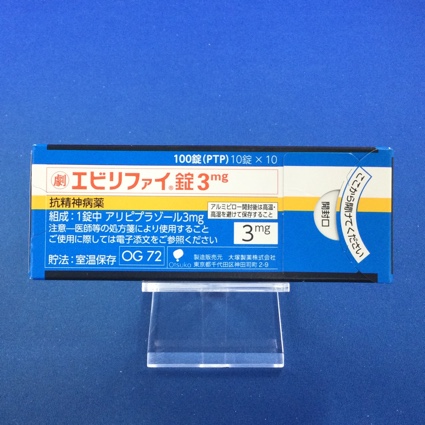 100錠(PTP) 10錠×10
劇 エビリファイ®錠3mg
抗精神病薬
組成:1錠中 アリピプラゾール3mg
注意-医師等の処方箋により使用すること
ご使用に際しては電子添文をご参照ください
アルミピロー開封後は高温・
高湿を避けて保存すること
3mg
貯法:室温保存 OG 72
Otsuka
製造販売元 大塚製薬株式会社
東京都千代田区神田司町2-9
ここから開けてください
開封口